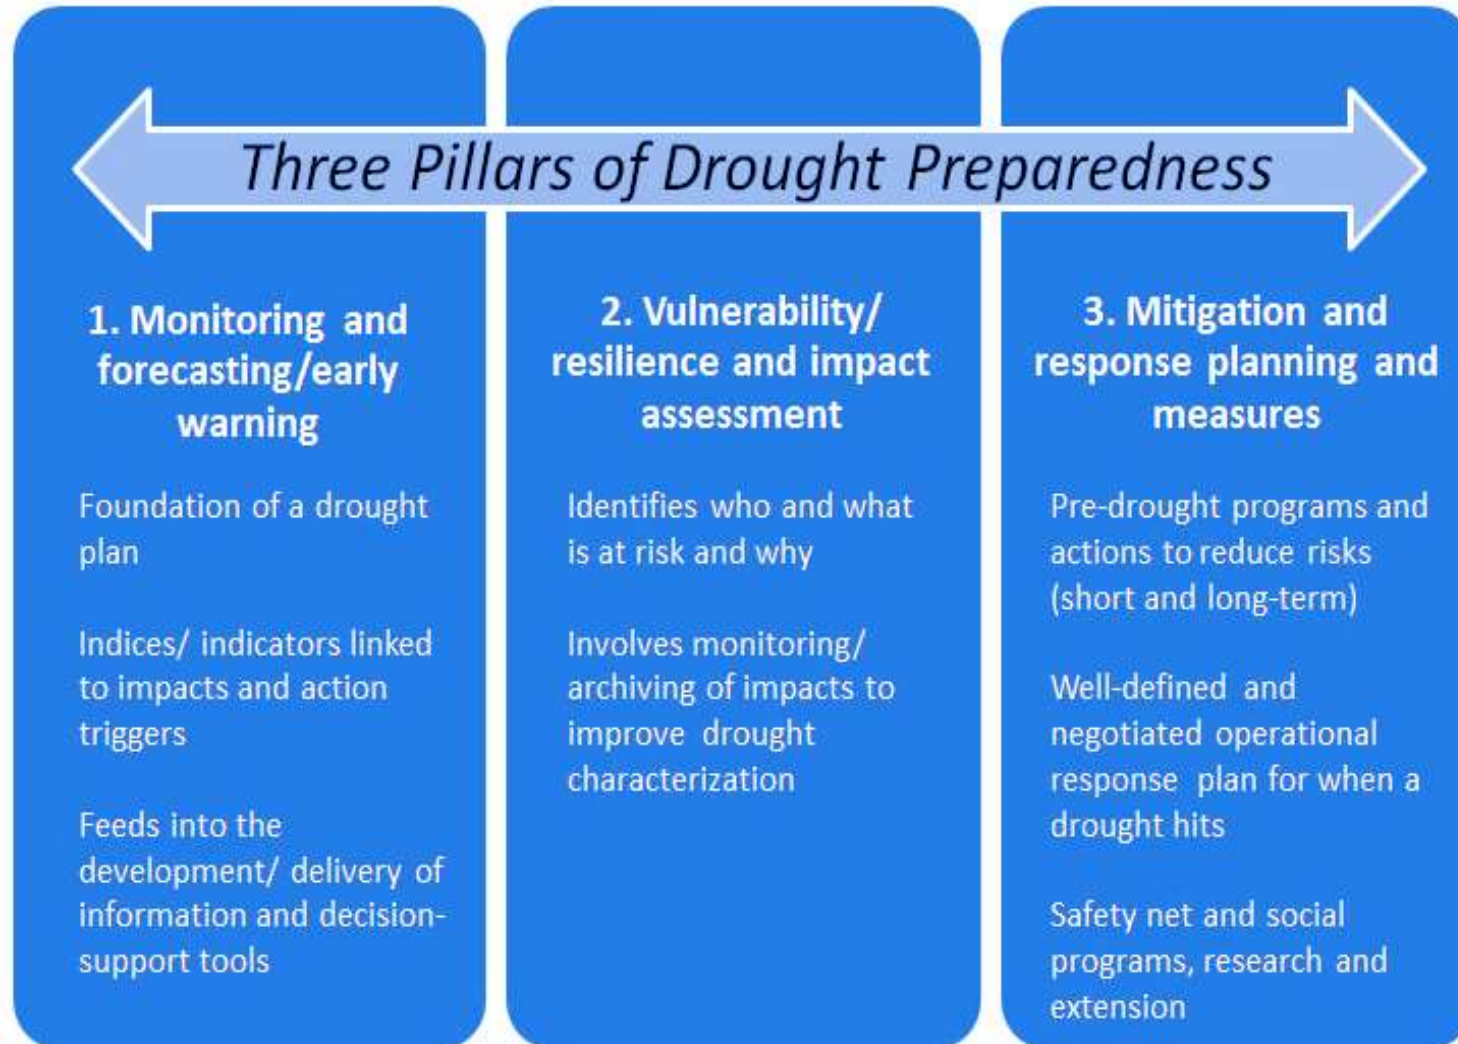 Three Pillars of Drought Preparedness
1. Monitoring and
forecasting/early
warning
Foundation of a drought
plan
Indices/ indicators linked
to impacts and action
triggers
Feeds into the
development/ delivery of
information and decision-
support tools
2. Vulnerability/
resilience and impact
assessment
Identifies who and what
is at risk and why
Involves monitoring/
archiving of impacts to
improve drought
characterization
3. Mitigation and
response planning and
measures
Pre-drought programs and
actions to reduce risks
(short and long-term)
Well-defined and
negotiated operational
response plan for when a
drought hits
Safety net and social
programs, research and
extension